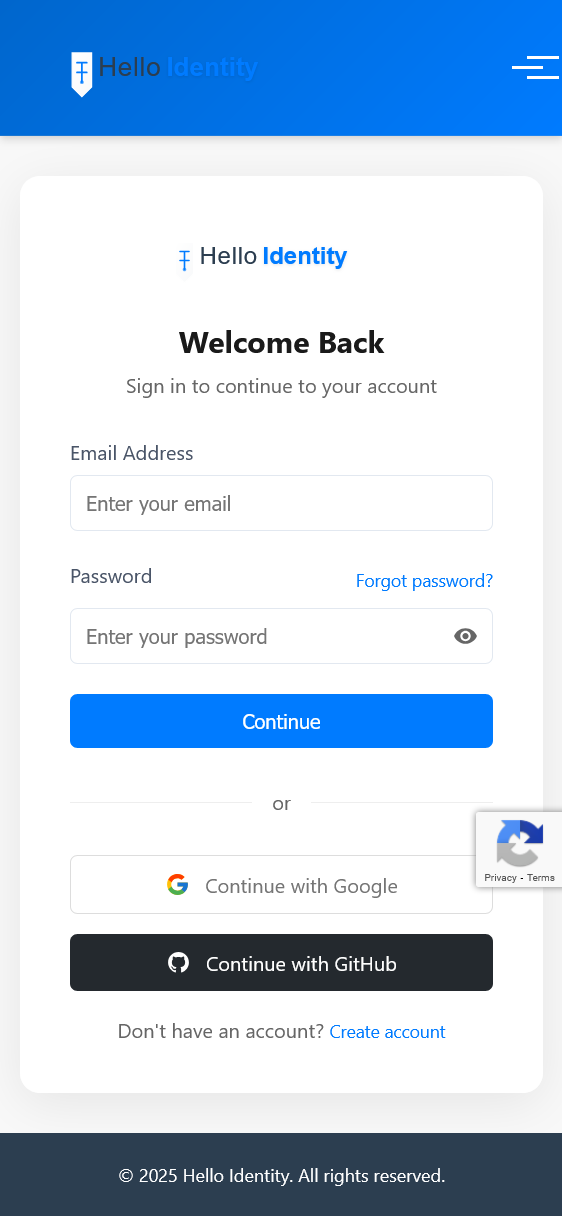 Hello Identity
Hello Identity
Welcome Back
Sign in to continue to your account
Email Address
Enter your email
Password
Forgot password?
Enter your password
Continue
or
Privacy - Terms
Continue with Google
Continue with GitHub
Don't have an account? Create account
© 2025 Hello Identity. All rights reserved.